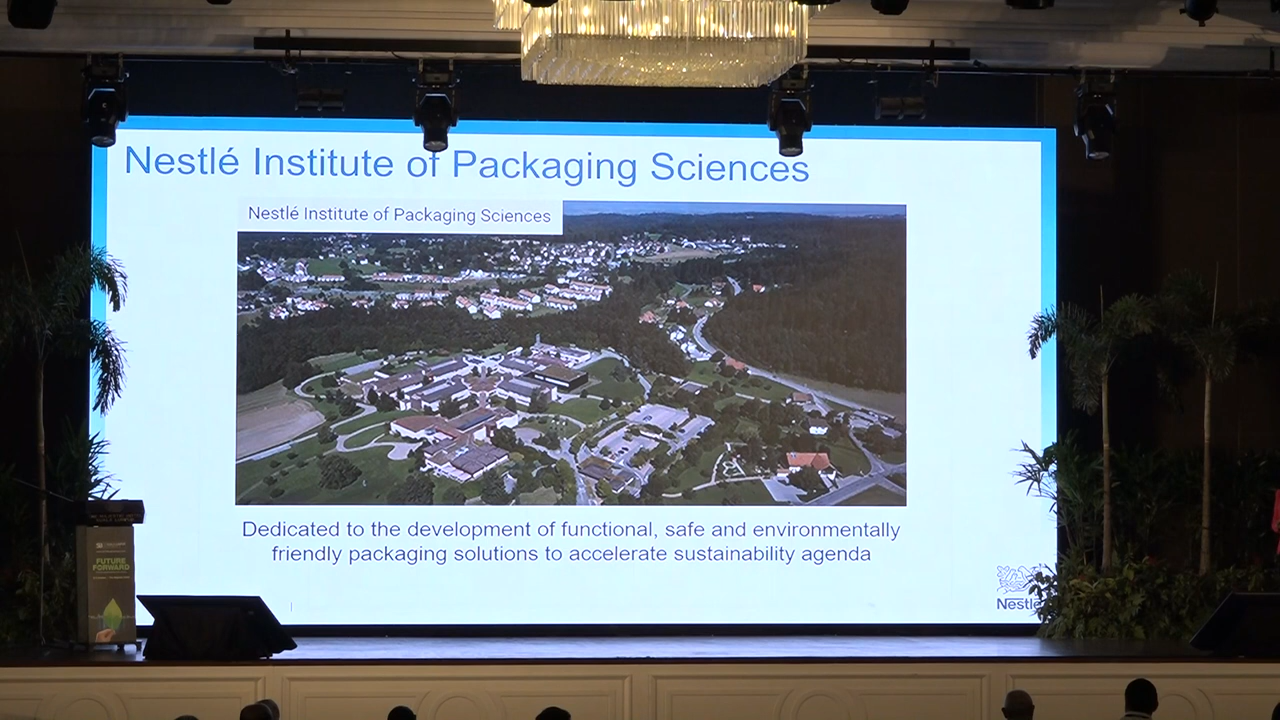 Nestlé Institute of Packaging Sciences
Nestlé Institute of Packaging Sciences
Dedicated to the development of functional, safe and environmentally
friendly packaging solutions to accelerate sustainability agenda
Nestlé
FUTURE
FORWARD